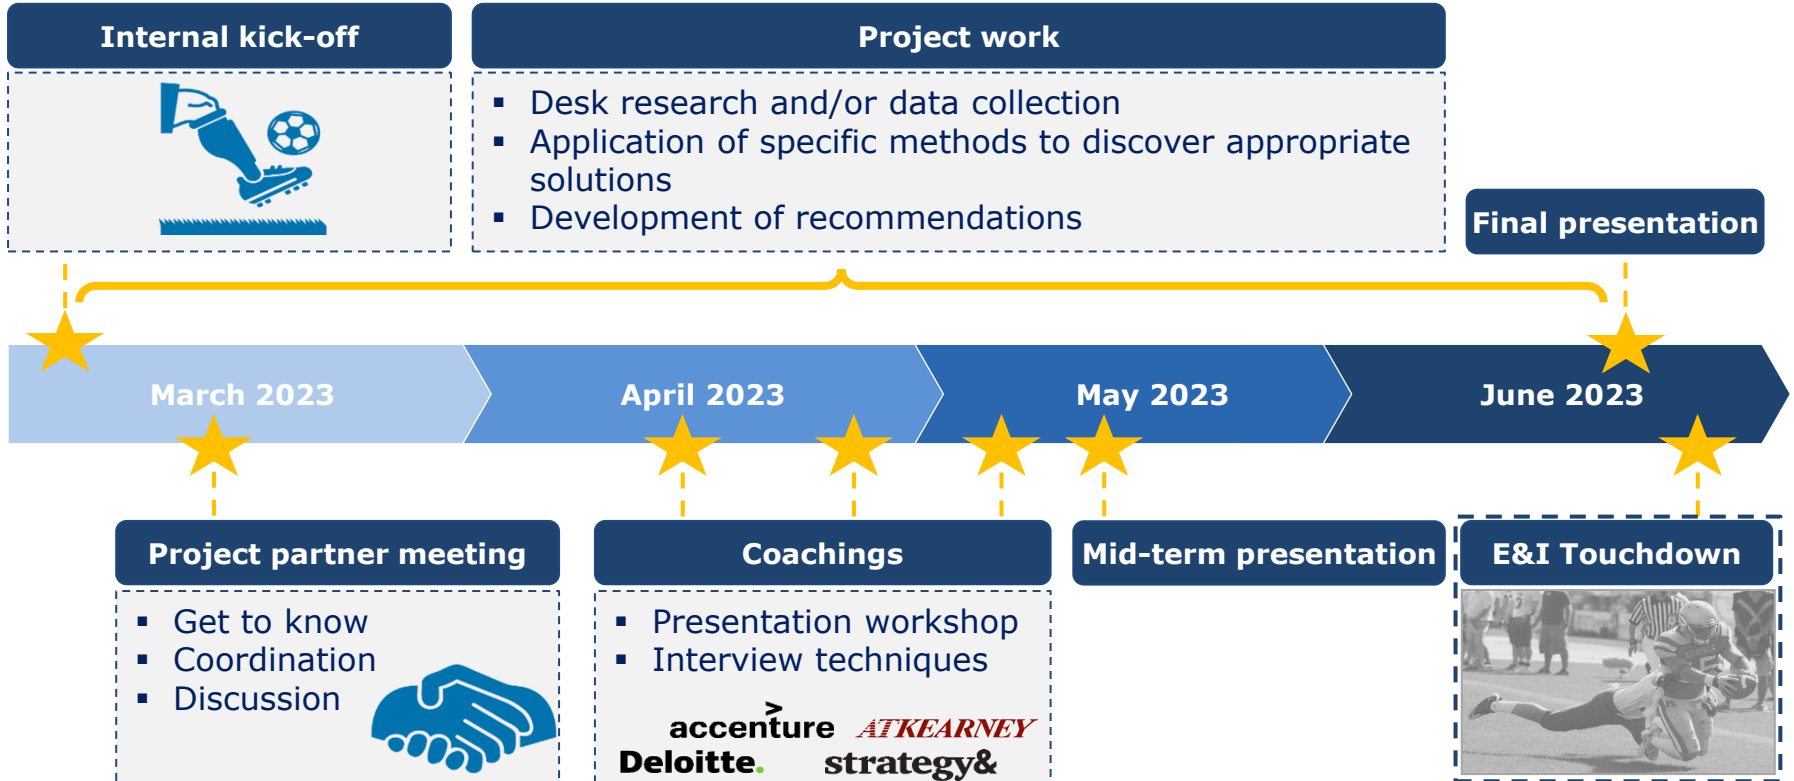 Internal kick-off
Project work
▪ Desk research and/or data collection
▪ Application of specific methods to discover appropriate
solutions
▪ Development of recommendations
Final presentation
March 2023
April 2023
May 2023
June 2023
Project partner meeting
▪ Get to know
▪ Coordination
▪ Discussion
Coachings
▪ Presentation workshop
▪ Interview techniques
accenture
ATKEARNEY
Deloitte.
strategy&
Mid-term presentation
E&I Touchdown